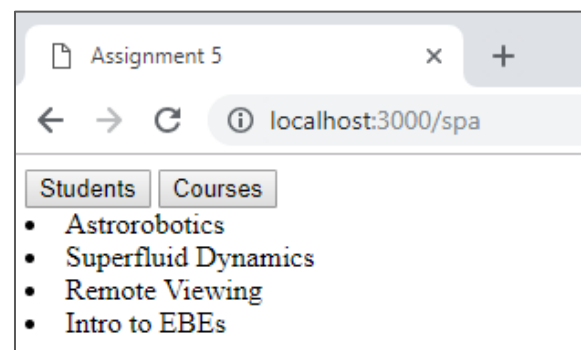 Assignment 5
localhost:3000/spa
Students Courses
Astrorobotics
Superfluid Dynamics
Remote Viewing
Intro to EBEs